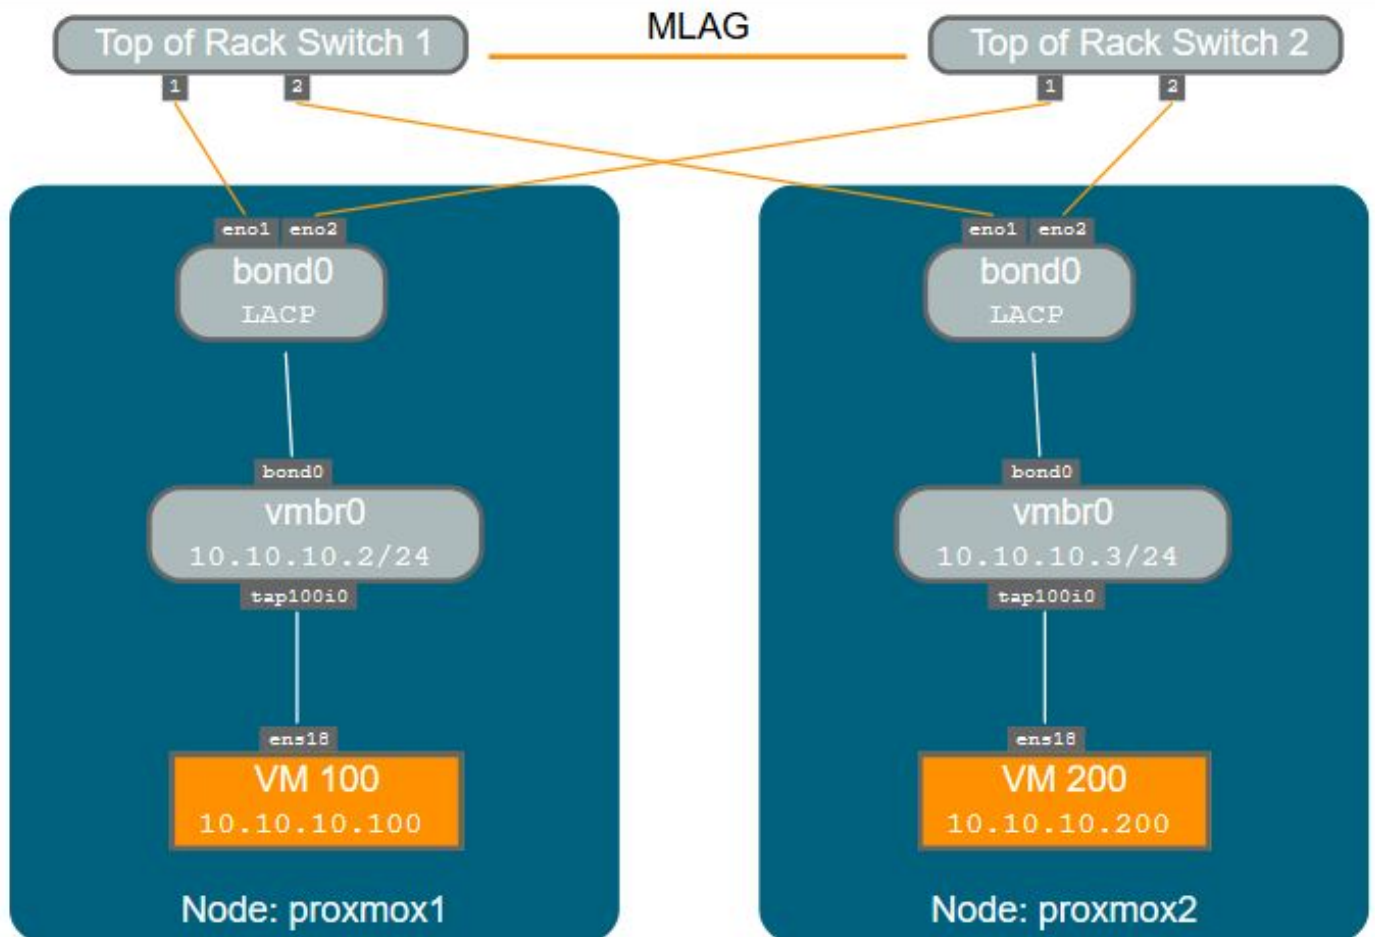 MLAG
Top of Rack Switch 1
Top of Rack Switch 2
1
2
1
2
eno1
eno2
bond0
LACP
bond0
vmbr0
10.10.10.2/24
tap100i0
ens18
VM 100
10.10.10.100
Node: proxmox1
eno1
eno2
bond0
LACP
bond0
vmbr0
10.10.10.3/24
tap100i0
ens18
VM 200
10.10.10.200
Node: proxmox2